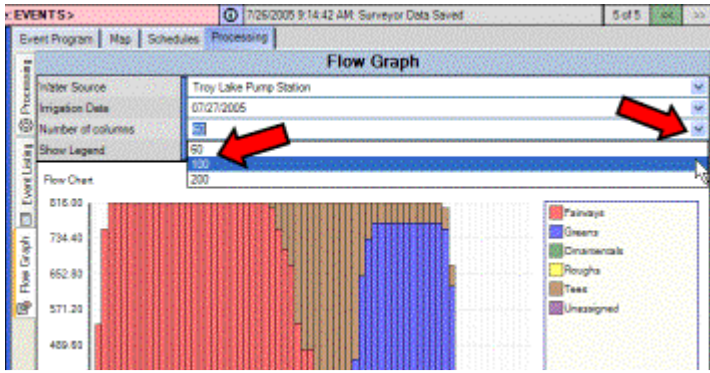 EVENTS>
7/26/2005 9:14:42 AM: Surveyor Data Saved
5 of 5
<<
>>
Event Program
Map
Schedules
Processing
Flow Graph
Water Source
Troy Lake Pump Station
Irrigation Date
07/27/2005
Number of columns
Show Legend
50
100
200
Flow Chart
816.00
734.40
652.80
571.20
489.60
Fairways
Greens
Ornamentals
Roughs
Tees
Unassigned
Processing
Event Listing
Flow Graph